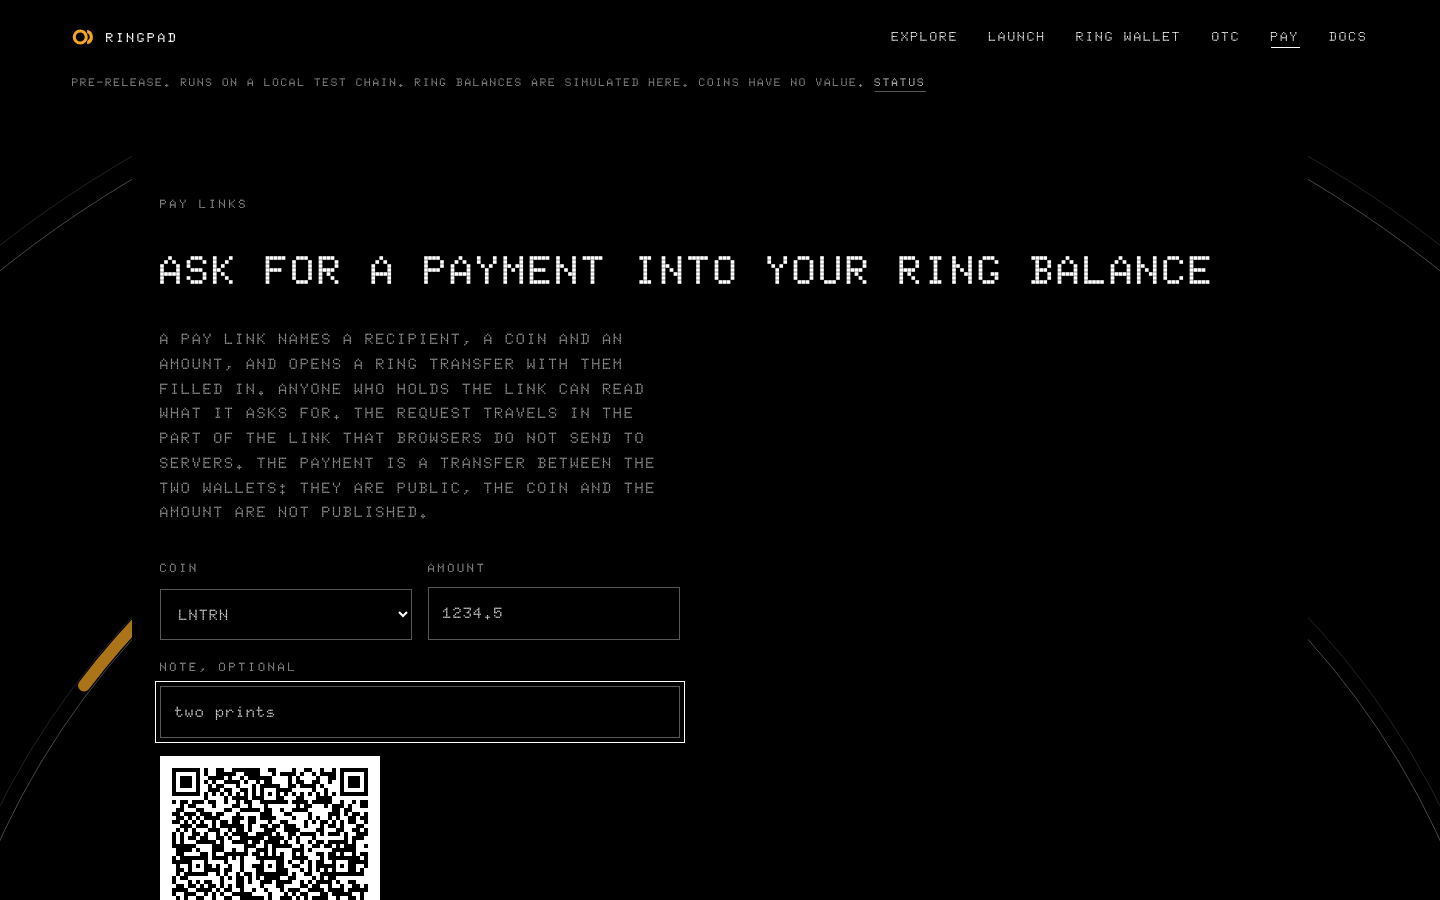 RINGPAD
EXPLORE LAUNCH RING WALLET OTC PAY DOCS
PRE-RELEASE. RUNS ON A LOCAL TEST CHAIN. RING BALANCES ARE SIMULATED HERE. COINS HAVE NO VALUE. STATUS
PAY LINKS
ASK FOR A PAYMENT INTO YOUR RING BALANCE
A PAY LINK NAMES A RECIPIENT, A COIN AND AN
AMOUNT, AND OPENS A RING TRANSFER WITH THEM
FILLED IN. ANYONE WHO HOLDS THE LINK CAN READ
WHAT IT ASKS FOR. THE REQUEST TRAVELS IN THE
PART OF THE LINK THAT BROWSERS DO NOT SEND TO
SERVERS. THE PAYMENT IS A TRANSFER BETWEEN THE
TWO WALLETS: THEY ARE PUBLIC, THE COIN AND THE
AMOUNT ARE NOT PUBLISHED.
COIN AMOUNT
LNTRN 1234.5
NOTE, OPTIONAL
two prints